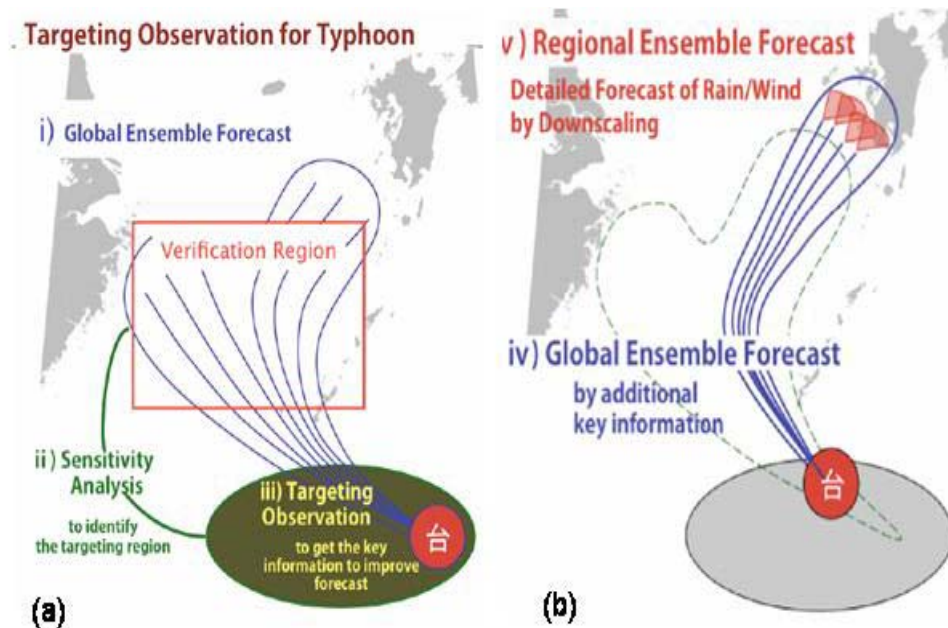 Targeting Observation for Typhoon
i) Global Ensemble Forecast
Verification Region
ii) Sensitivity
Analysis
to identify
the targeting region
iii) Targeting
Observation
to get the key
information to improve
forecast
台
(a)
v) Regional Ensemble Forecast
Detailed Forecast of Rain/Wind
by Downscaling
iv) Global Ensemble Forecast
by additional
key information
台
(b)